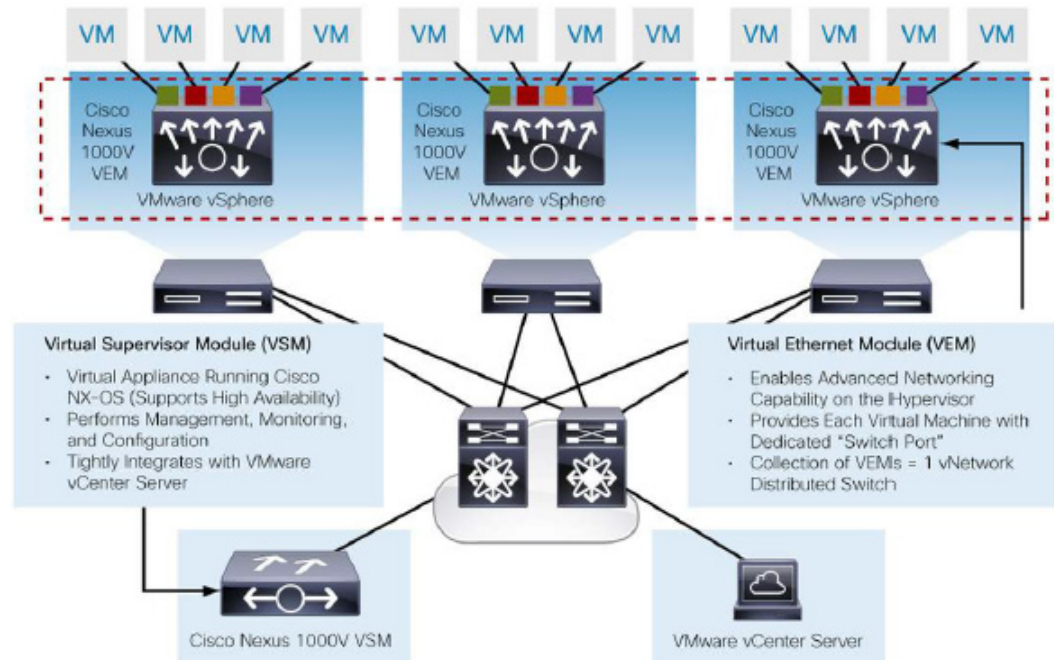 VM VM VM VM VM VM VM VM VM VM VM VM
Cisco
Nexus
1000V
VEM
VMware vSphere
Cisco
Nexus
1000V
VEM
VMware vSphere
Cisco
Nexus
1000V
VEM
VMware vSphere
Virtual Supervisor Module (VSM)
• Virtual Appliance Running Cisco
NX-OS (Supports High Availability)
• Performs Management, Monitoring,
and Configuration
• Tightly Integrates with VMware
vCenter Server
Virtual Ethernet Module (VEM)
• Enables Advanced Networking
Capability on the Hypervisor
• Provides Each Virtual Machine with
Dedicated “Switch Port”
• Collection of VEMs = 1 vNetwork
Distributed Switch
Cisco Nexus 1000V VSM
VMware vCenter Server